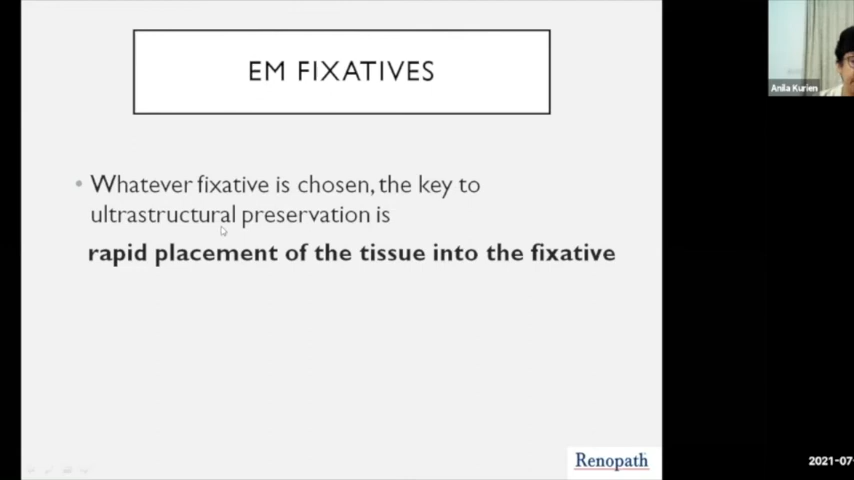 EM FIXATIVES
Whatever fixative is chosen, the key to
ultrastructural preservation is
rapid placement of the tissue into the fixative
Renopath
Anila Kurien
2021-07-